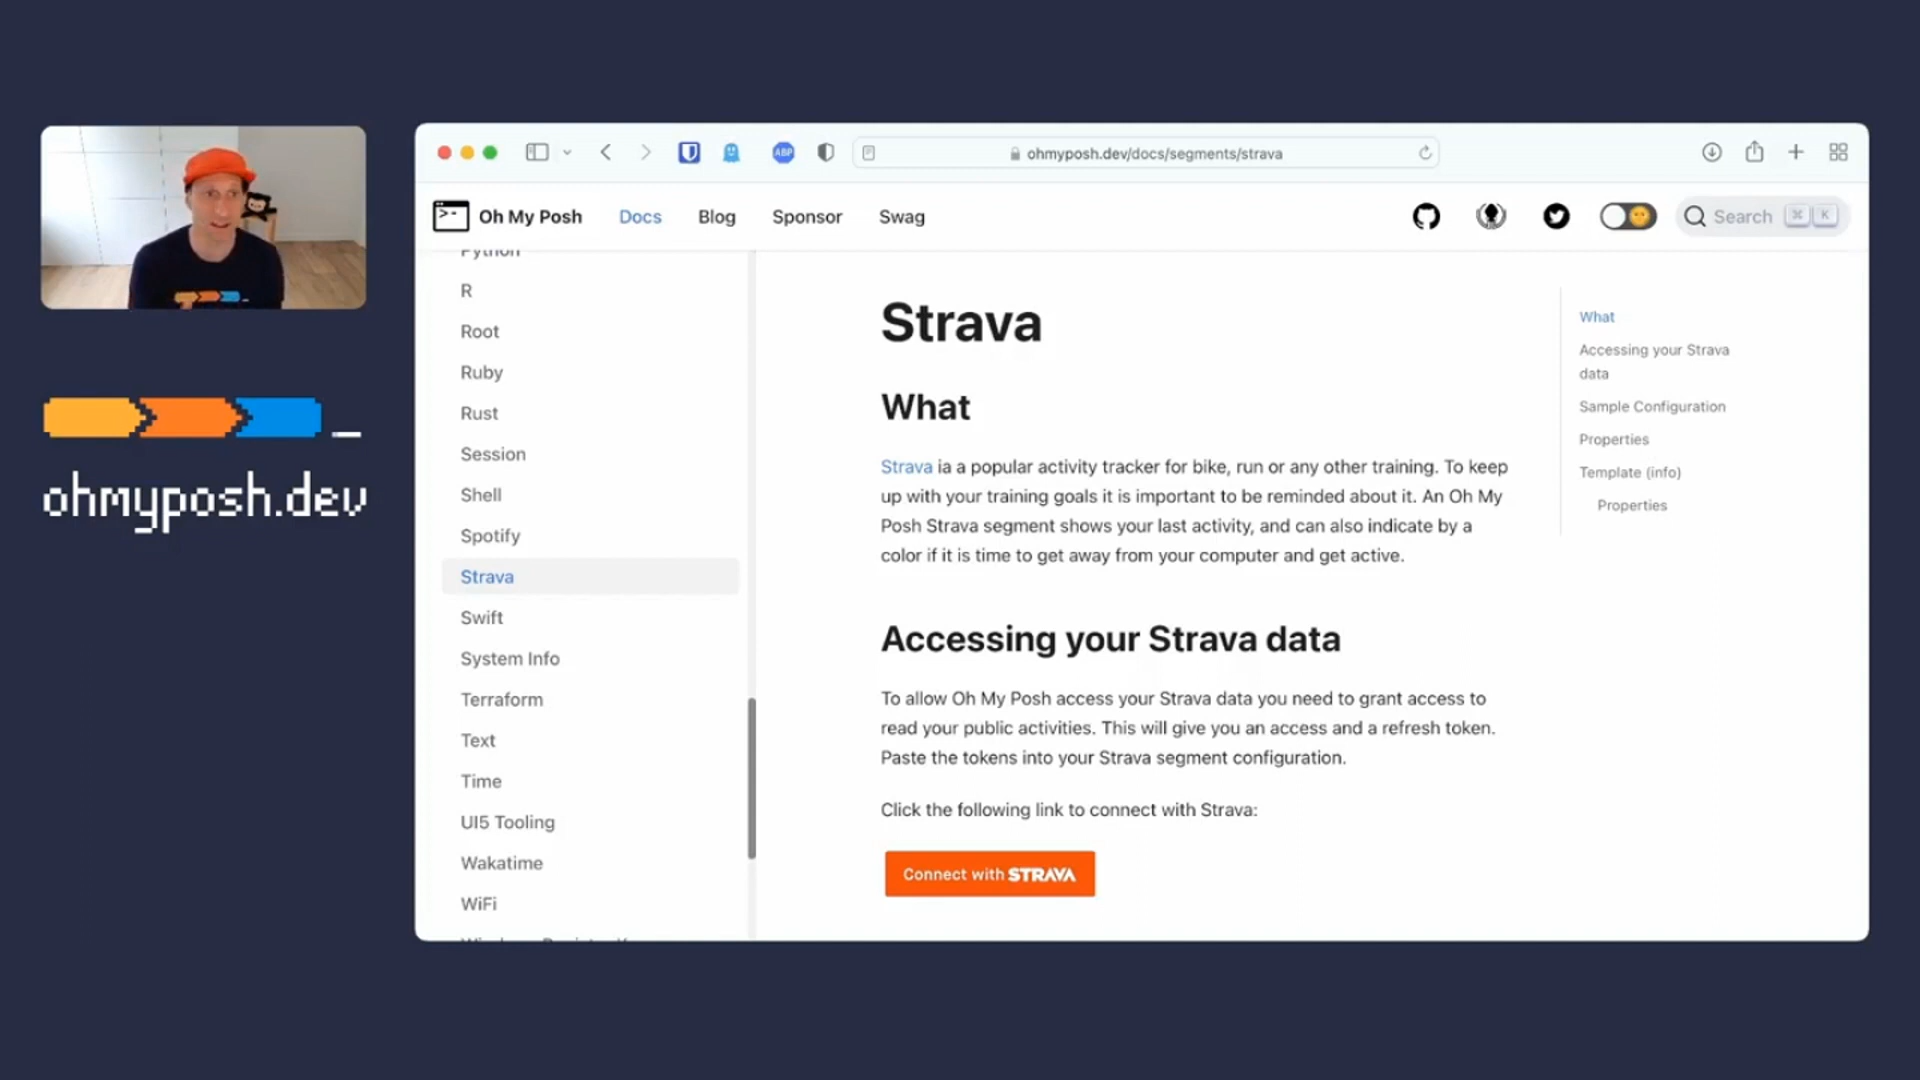 ohmyposh.dev
ABP
ohmyposh.dev/docs/segments/strava
Oh My Posh
Docs
Blog
Sponsor
Swag
Search ⌘ K
Python
R
Root
Ruby
Rust
Session
Shell
Spotify
Strava
Swift
System Info
Terraform
Text
Time
UI5 Tooling
Wakatime
WiFi
Strava
What
Strava ia a popular activity tracker for bike, run or any other training. To keep
up with your training goals it is important to be reminded about it. An Oh My
Posh Strava segment shows your last activity, and can also indicate by a
color if it is time to get away from your computer and get active.
Accessing your Strava data
To allow Oh My Posh access your Strava data you need to grant access to
read your public activities. This will give you an access and a refresh token.
Paste the tokens into your Strava segment configuration.
Click the following link to connect with Strava:
Connect with STRAVA
What
Accessing your Strava
data
Sample Configuration
Properties
Template (info)
Properties